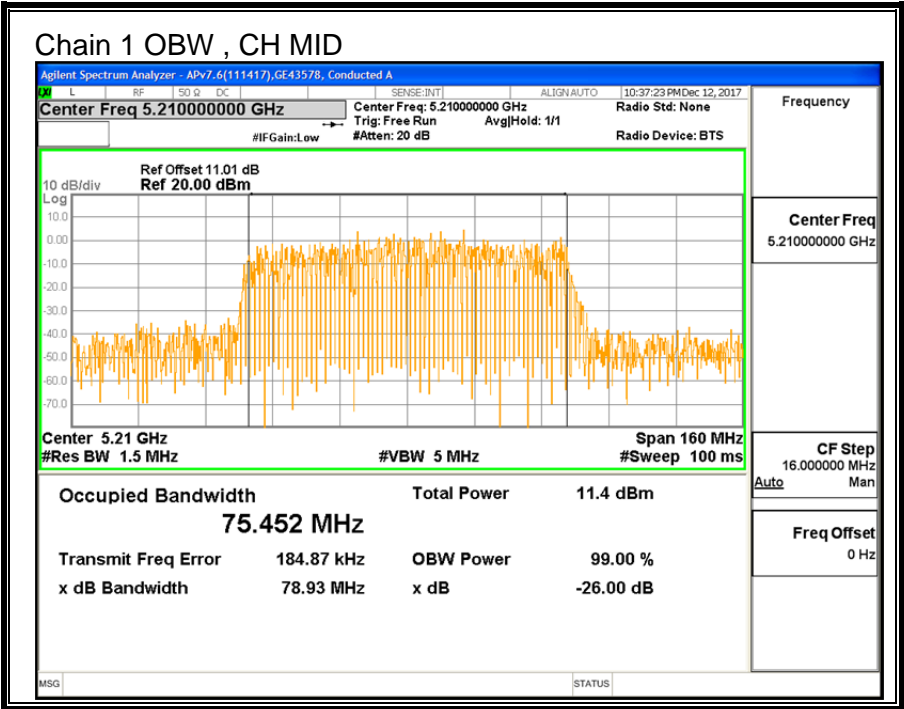 Chain 1 OBW , CH MID
Agilent Spectrum Analyzer - APv7.6(111417),GE43578, Conducted A
LXI L RF 50 Ω DC SENSE:INT ALIGN AUTO 10:37:23 PM Dec 12, 2017
Center Freq 5.210000000 GHz
Center Freq: 5.210000000 GHz
Radio Std: None
Trig: Free Run Avg|Hold: 1/1
#IFGain:Low
#Atten: 20 dB
Radio Device: BTS
Ref Offset 11.01 dB
10 dB/div Ref 20.00 dBm
Log
10.0
0.00
-10.0
-20.0
-30.0
-40.0
-50.0
-60.0
-70.0
Center 5.21 GHz
Span 160 MHz
#Res BW 1.5 MHz
#VBW 5 MHz
#Sweep 100 ms
Occupied Bandwidth
75.452 MHz
Total Power 11.4 dBm
Transmit Freq Error 184.87 kHz
OBW Power 99.00 %
x dB Bandwidth 78.93 MHz
x dB -26.00 dB
Frequency
Center Freq
5.210000000 GHz
CF Step
16.000000 MHz
Auto Man
Freq Offset
0 Hz
MSG
STATUS